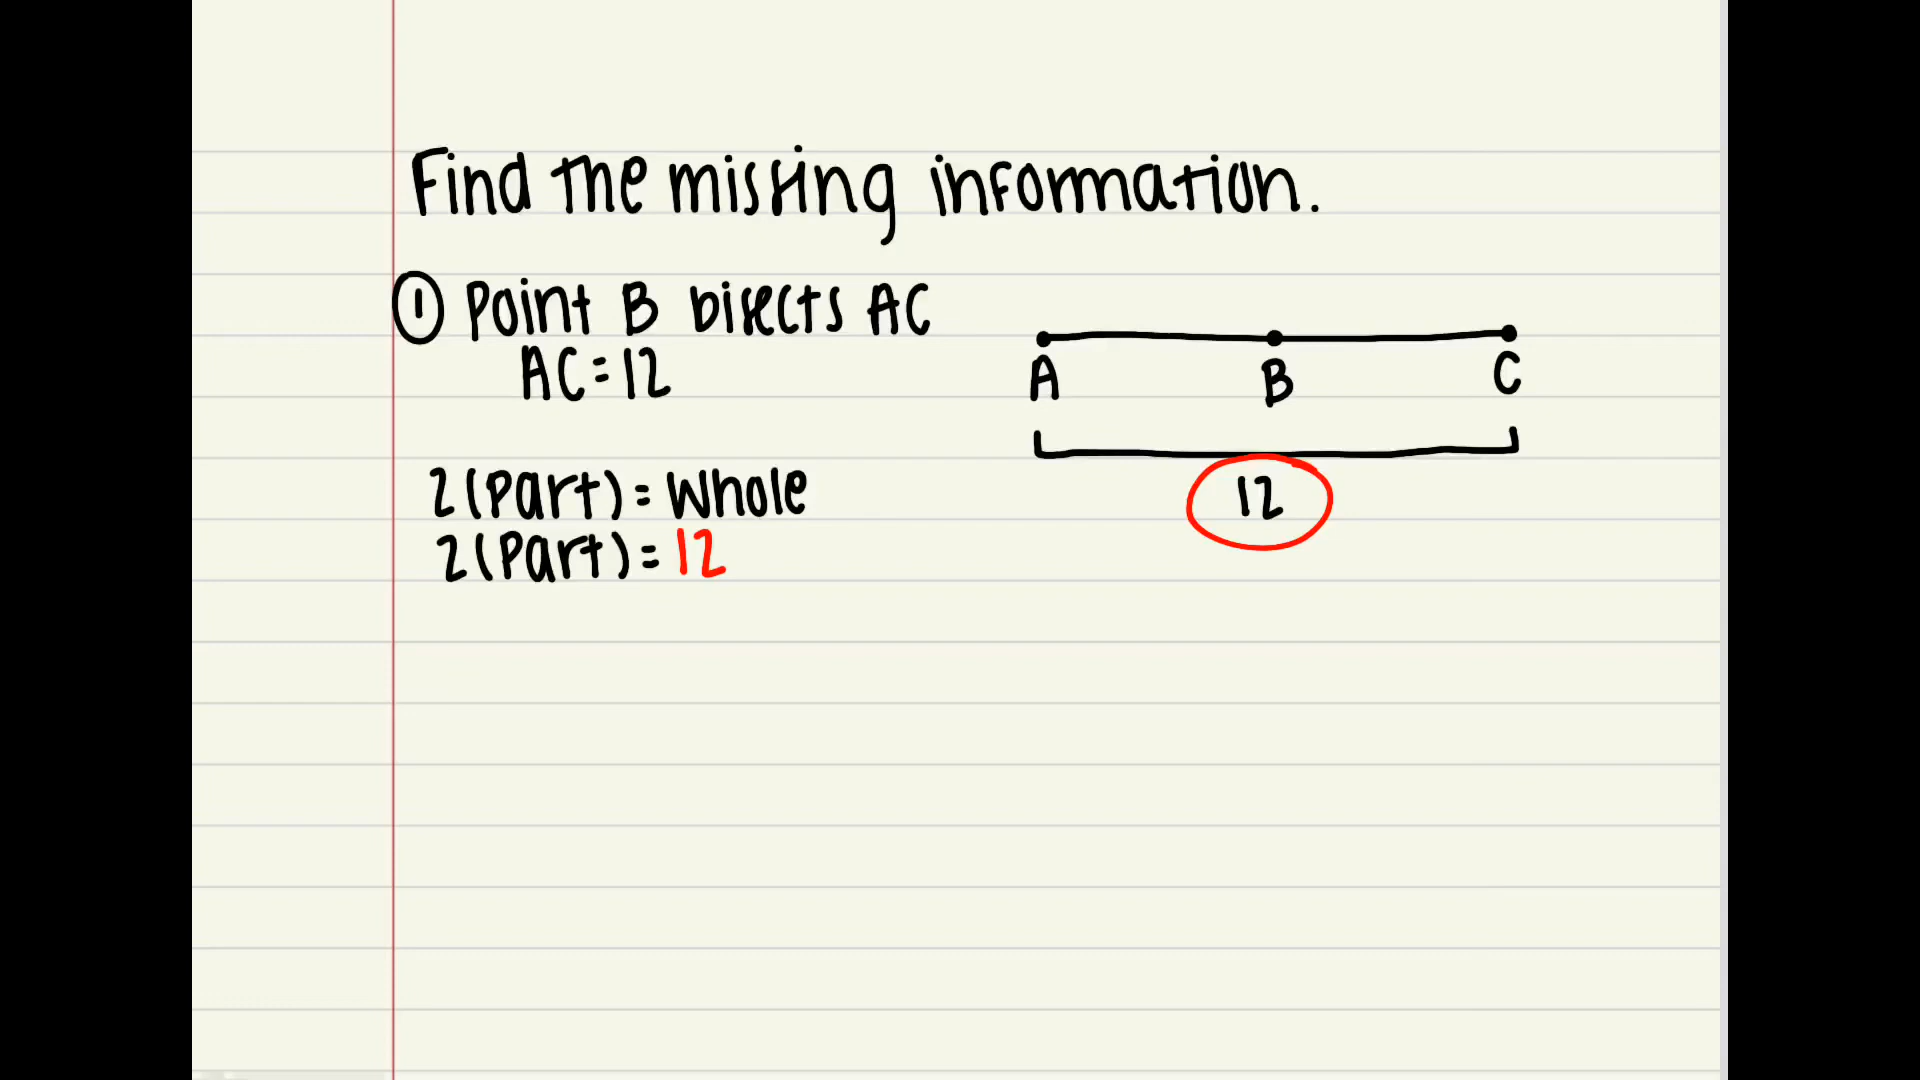 Find the missing information.
① Point B bisects AC
AC=12
A B C
12
2(Part)=Whole
2(Part)=12